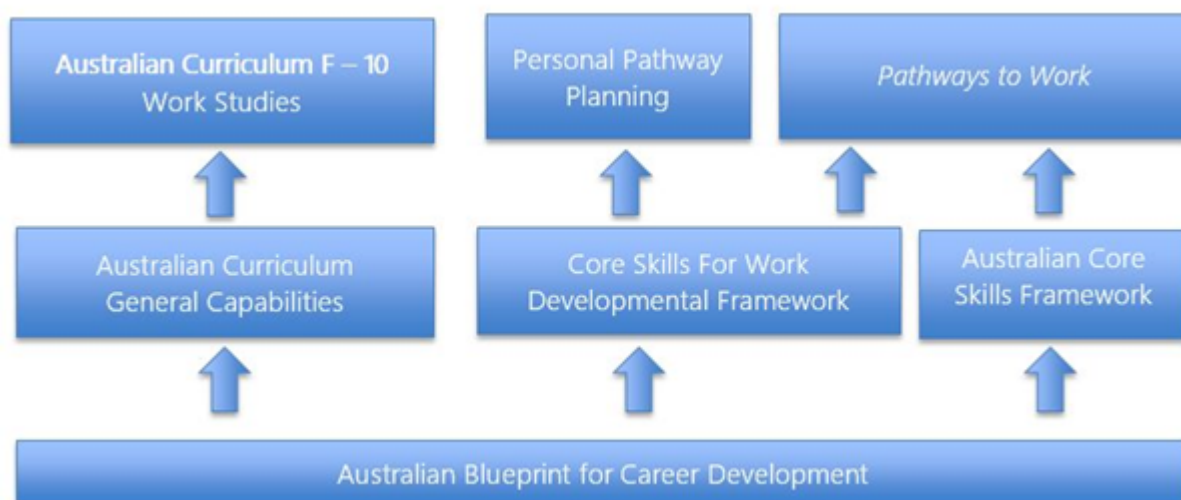 Australian Curriculum F – 10
Work Studies
Personal Pathway
Planning
Pathways to Work
Australian Curriculum
General Capabilities
Core Skills For Work
Developmental Framework
Australian Core
Skills Framework
Australian Blueprint for Career Development